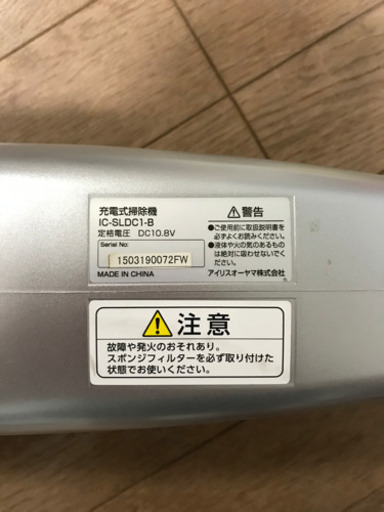 充電式掃除機
IC-SLDC1-B
定格電圧 DC10.8V
Serial No:
1503190072FW
MADE IN CHINA
⚠警告
●ご使用前に取扱説明書を
必ずよくお読みください。
●液体や火の気のあるもの
は絶対に吸わせないでく
ださい。
アイリスオーヤマ株式会社
⚠注意
故障や発火のおそれあり。
スポンジフィルターを必ず取り付けた
状態でお使いください。